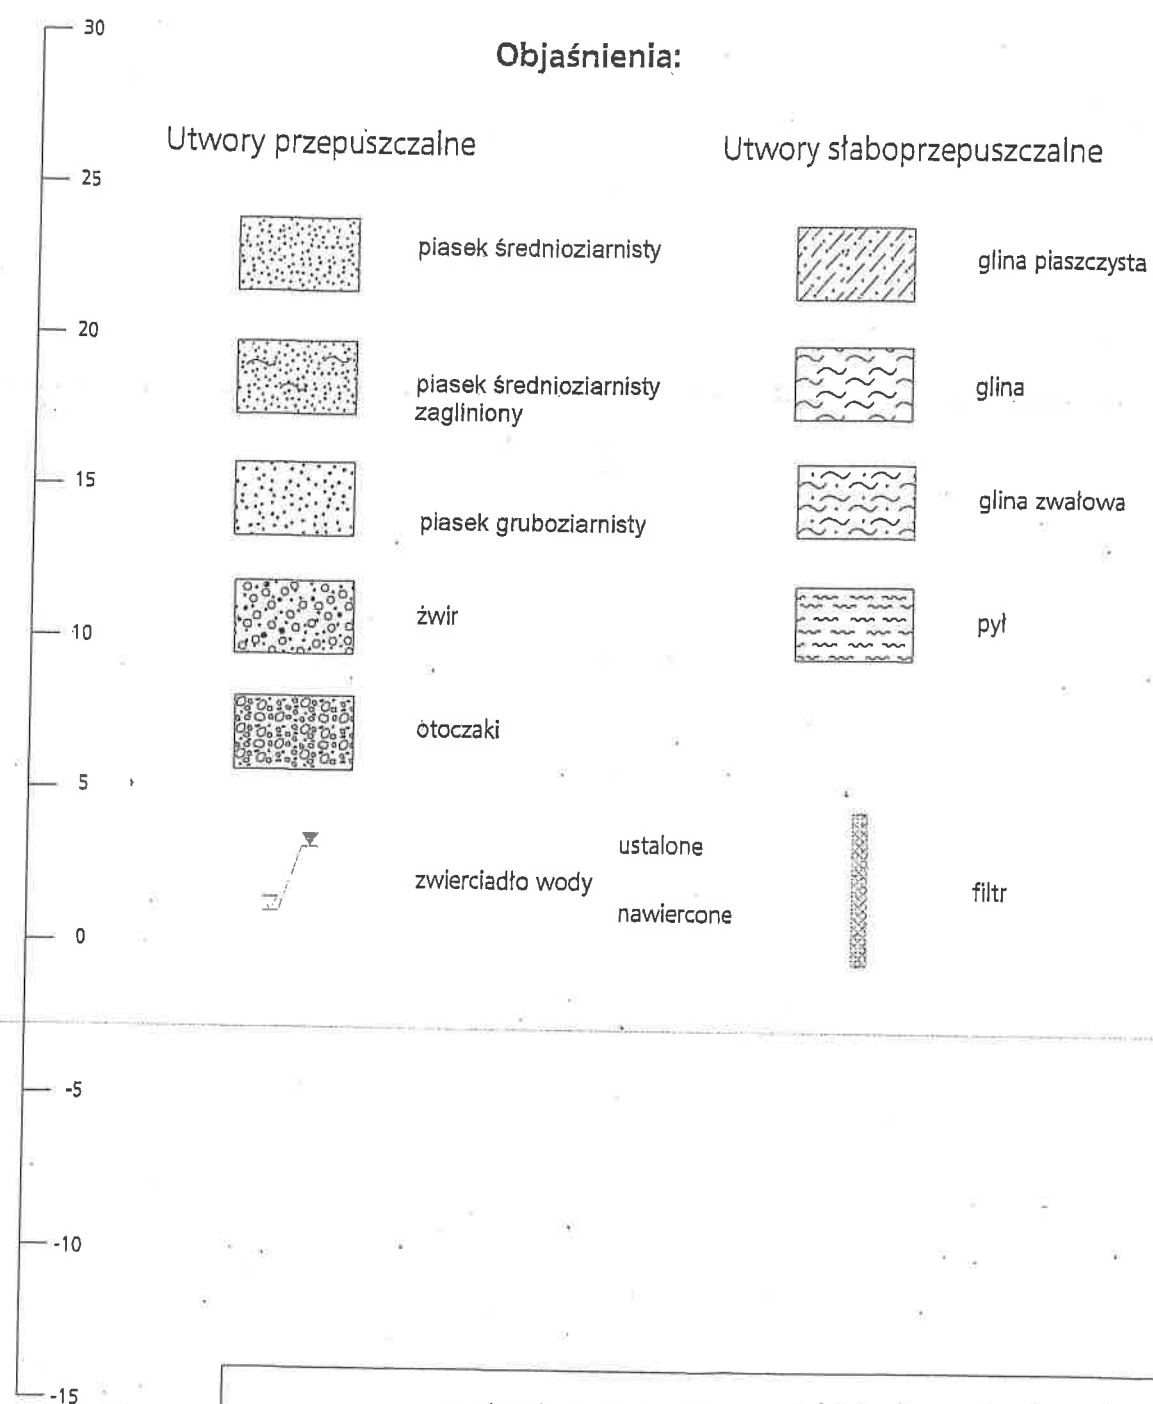 Objaśnienia:
Utwory przepuszczalne
piasek średnioziarnisty
piasek średnioziarnisty
zagliniony
piasek gruboziarnisty
żwir
otoczaki
zwierciadło wody
ustalone
nawiercone
Utwory słaboprzepuszczalne
glina piaszczysta
glina
glina zwałowa
pył
filtr
30
25
20
15
10
5
0
-5
-10
-15